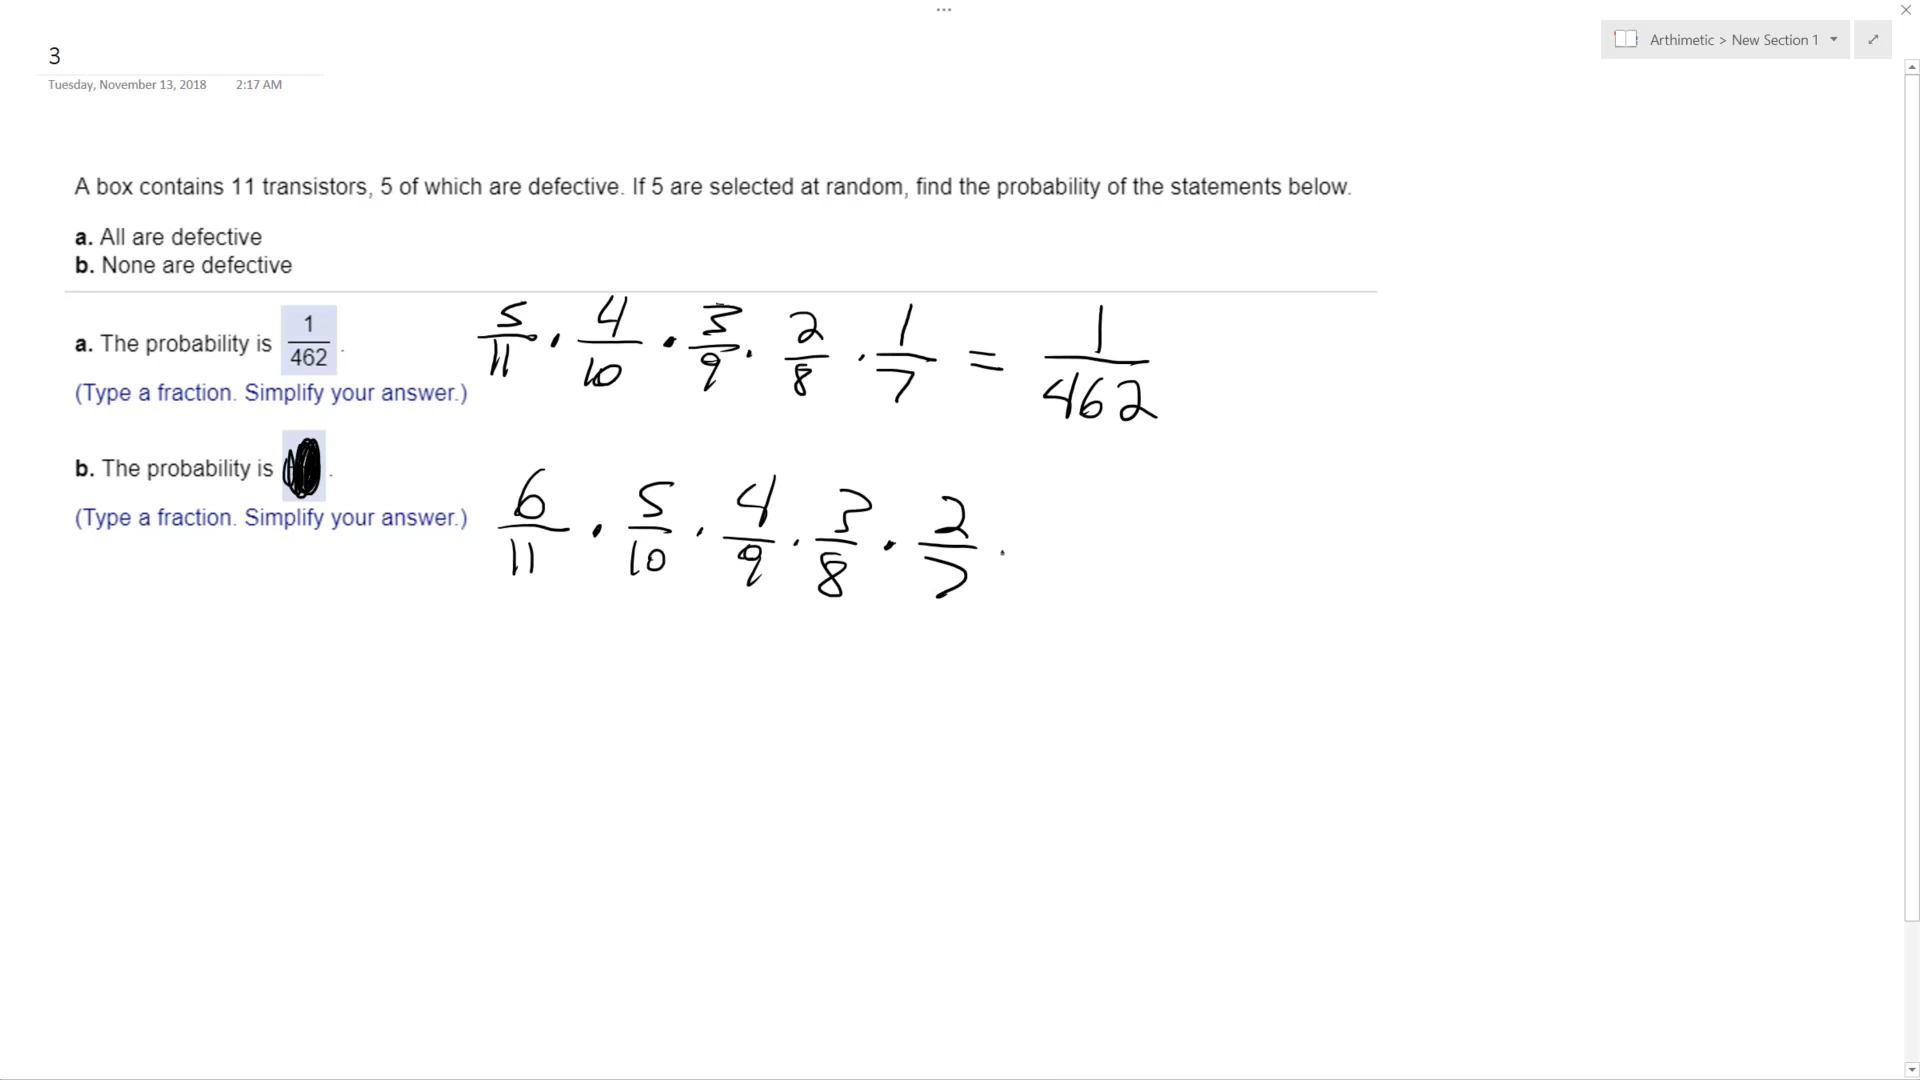 ...
Arthimetic > New Section 1
3
Tuesday, November 13, 2018 2:17 AM
A box contains 11 transistors, 5 of which are defective. If 5 are selected at random, find the probability of the statements below.
a. All are defective
b. None are defective
a. The probability is 1/462 .
5/11 · 4/10 · 3/9 · 2/8 · 1/7 = 1/462
(Type a fraction. Simplify your answer.)
b. The probability is .
(Type a fraction. Simplify your answer.)
6/11 · 5/10 · 4/9 · 3/8 · 2/7 ·